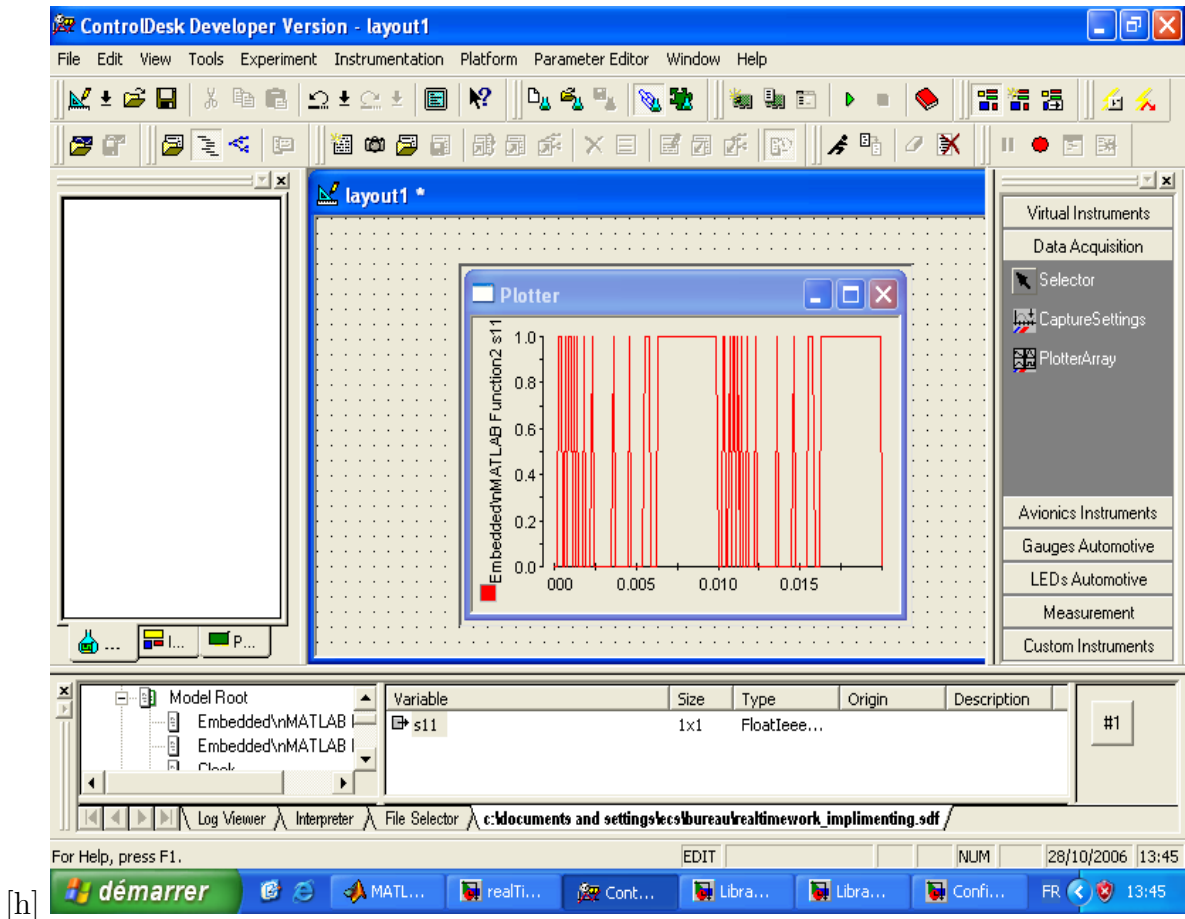 ControlDesk Developer Version - layout1
File Edit View Tools Experiment Instrumentation Platform Parameter Editor Window Help
layout1 *
Plotter
Embedded\nMATLAB Function2 s11
1.0
0.8
0.6
0.4
0.2
0.0
000 0.005 0.010 0.015
Virtual Instruments
Data Acquisition
Selector
CaptureSettings
PlotterArray
Avionics Instruments
Gauges Automotive
LEDs Automotive
Measurement
Custom Instruments
... I... P...
Model Root
Embedded\nMATLAB
Embedded\nMATLAB
Clock
Variable Size Type Origin Description
s11 1x1 FloatIeee...
#1
Log Viewer Interpreter File Selector c:\documents and settings\ecs\bureau\realtimework_implimenting.sdf
For Help, press F1. EDIT NUM 28/10/2006 13:45
[h] démarrer MATL... realTi... Cont... Libra... Libra... Confi... FR 13:45